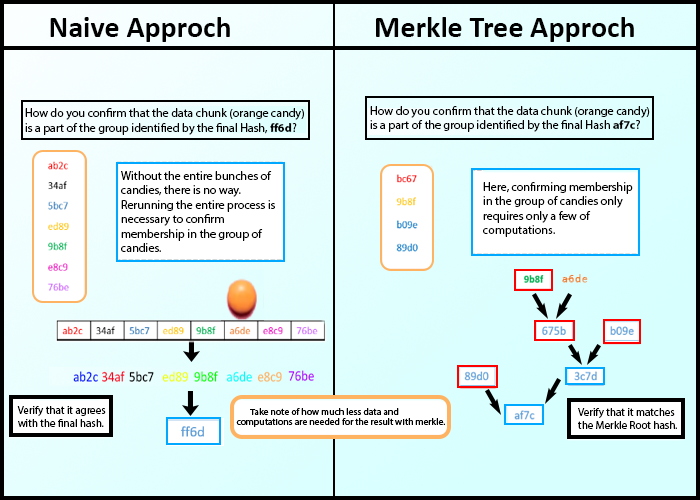 Naive Approch
Merkle Tree Approch
How do you confirm that the data chunk (orange candy)
is a part of the group identified by the final Hash, ff6d?
ab2c
34af
5bc7
ed89
9b8f
e8c9
76be
Without the entire bunches of
candies, there is no way.
Rerunning the entire process is
necessary to confirm
membership in the group of
candies.
ab2c 34af 5bc7 ed89 9b8f a6de e8c9 76be
ab2c 34af 5bc7 ed89 9b8f a6de e8c9 76be
Verify that it agrees
with the final hash.
ff6d
Take note of how much less data and
computations are needed for the result with merkle.
How do you confirm that the data chunk (orange candy)
is a part of the group identified by the final Hash af7c?
bc67
9b8f
b09e
89d0
Here, confirming membership
in the group of candies only
requires only a few of
computations.
9b8f a6de
675b b09e
89d0 3c7d
af7c
Verify that it matches
the Merkle Root hash.